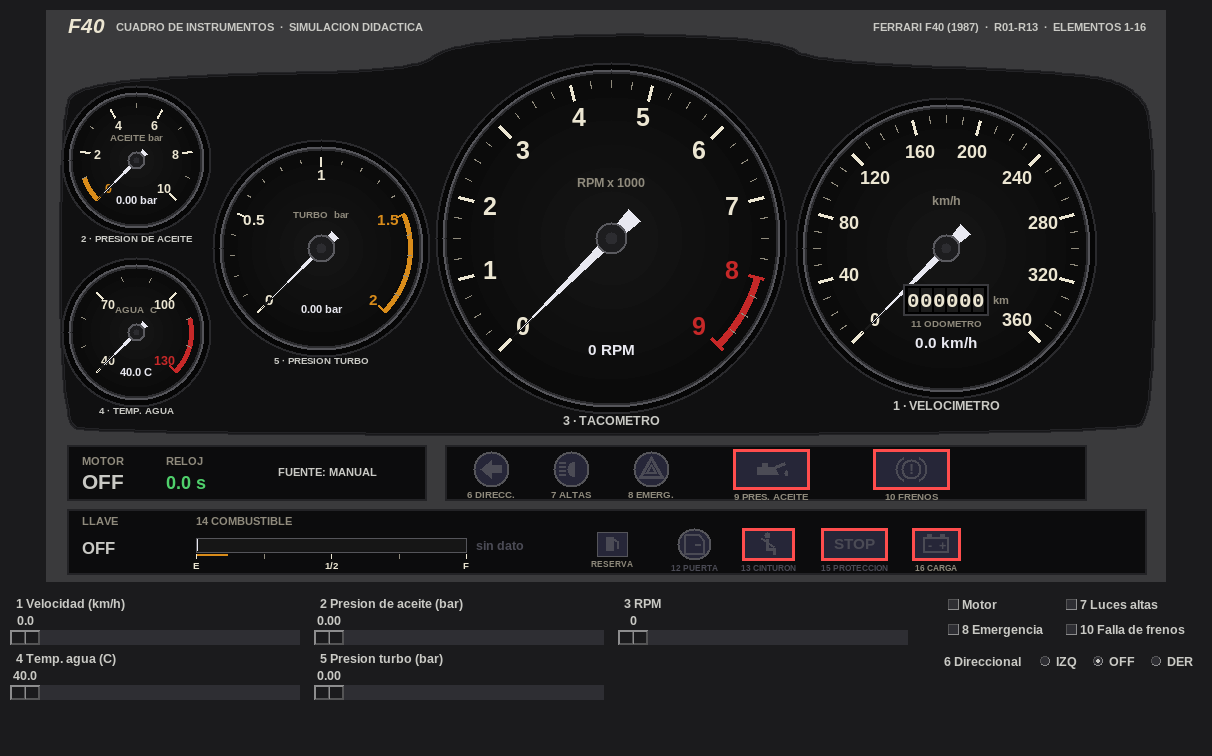 F40 CUADRO DE INSTRUMENTOS · SIMULACION DIDACTICA
FERRARI F40 (1987) · R01-R13 · ELEMENTOS 1-16
0 2 4 6 8 10
ACEITE bar
0.00 bar
2 · PRESION DE ACEITE
40 70 100 130
AGUA C
40.0 C
4 · TEMP. AGUA
0 0.5 1 1.5 2
TURBO bar
0.00 bar
5 · PRESION TURBO
0 1 2 3 4 5 6 7 8 9
RPM x 1000
0 RPM
3 · TACOMETRO
0 40 80 120 160 200 240 280 320 360
km/h
000000 km
11 ODOMETRO
0.0 km/h
1 · VELOCIMETRO
MOTOR
OFF
RELOJ
0.0 s
FUENTE: MANUAL
6 DIRECC.
7 ALTAS
8 EMERG.
9 PRES. ACEITE
10 FRENOS
LLAVE
OFF
14 COMBUSTIBLE
sin dato
E 1/2 F
RESERVA
12 PUERTA
13 CINTURON
STOP
15 PROTECCION
16 CARGA
1 Velocidad (km/h)
0.0
2 Presion de aceite (bar)
0.00
3 RPM
0
4 Temp. agua (C)
40.0
5 Presion turbo (bar)
0.00
Motor
7 Luces altas
8 Emergencia
10 Falla de frenos
6 Direccional IZQ OFF DER